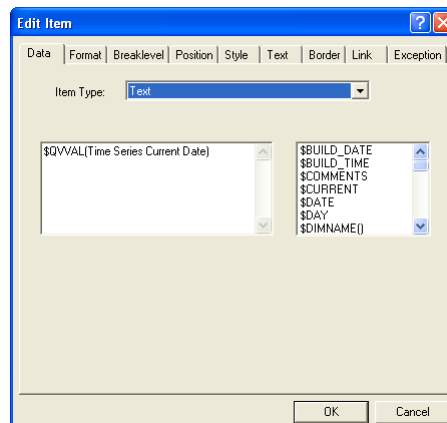 Edit Item
Data Format Breaklevel Position Style Text Border Link Exception
Item Type: Text
$QVVAL(Time Series Current Date)
$BUILD_DATE
$BUILD_TIME
$COMMENTS
$CURRENT
$DATE
$DAY
$DIMNAME()
OK Cancel